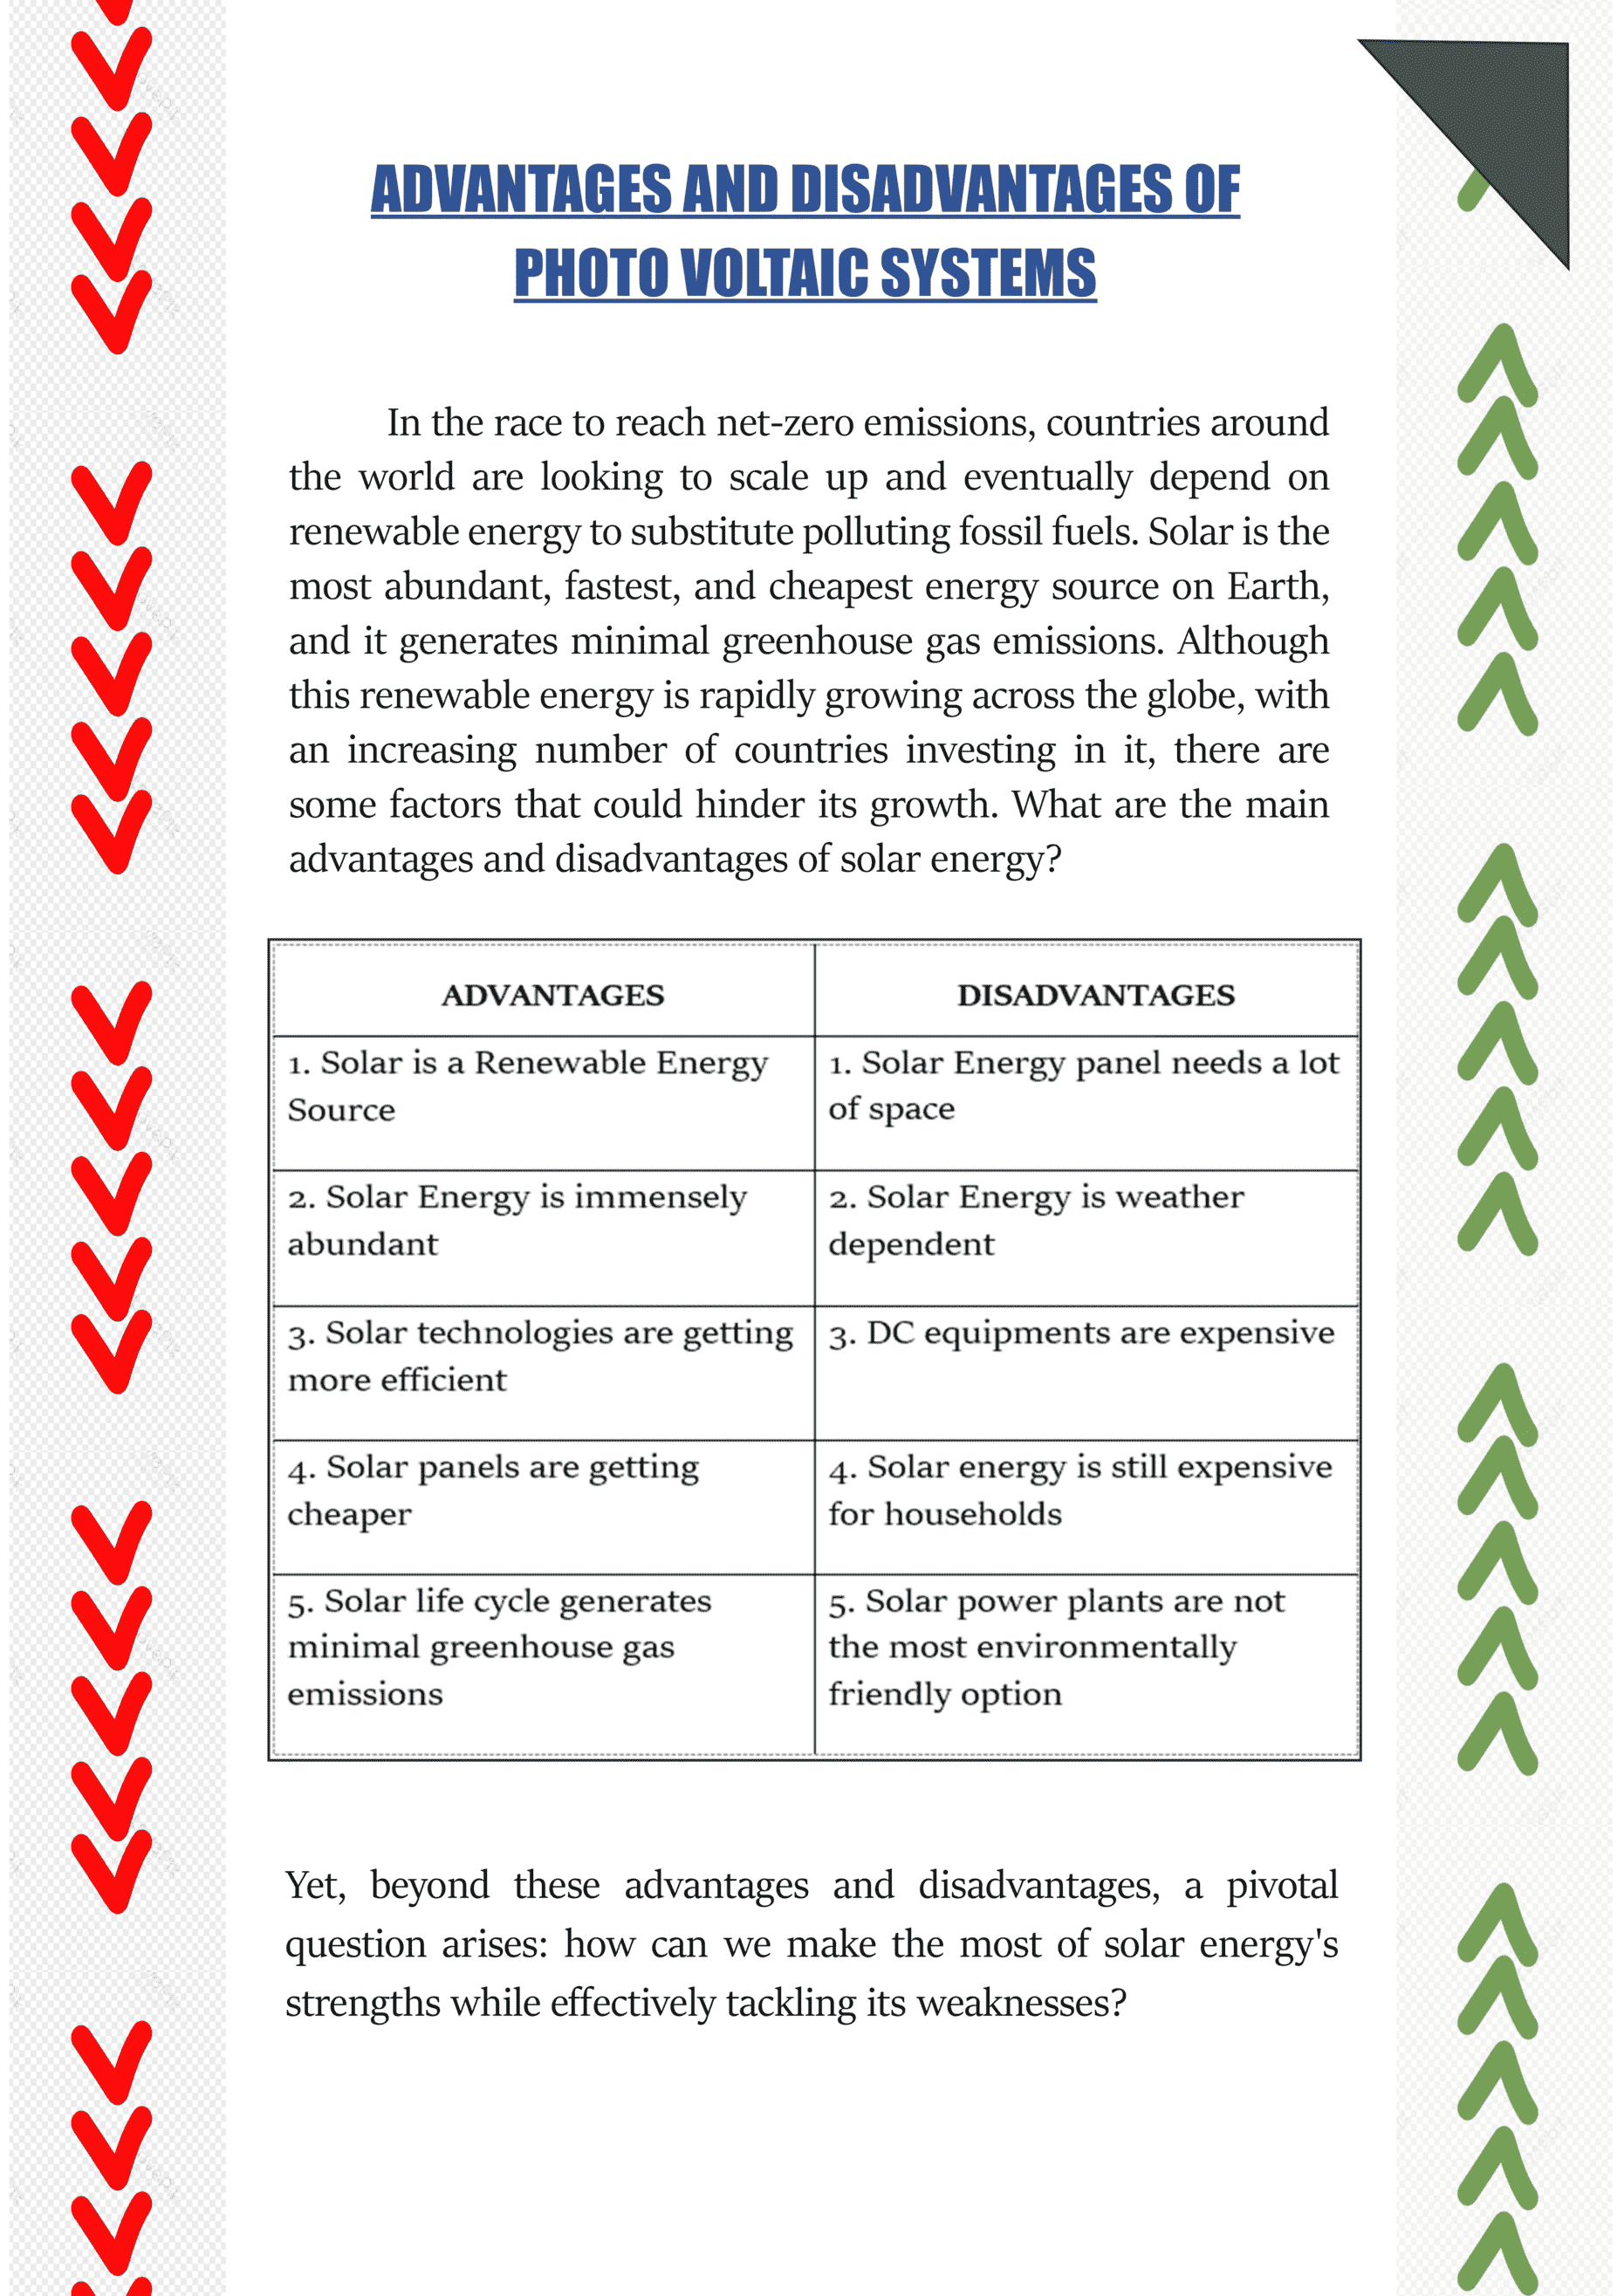 ADVANTAGES AND DISADVANTAGES OF
PHOTO VOLTAIC SYSTEMS
In the race to reach net-zero emissions, countries around
the world are looking to scale up and eventually depend on
renewable energy to substitute polluting fossil fuels. Solar is the
most abundant, fastest, and cheapest energy source on Earth,
and it generates minimal greenhouse gas emissions. Although
this renewable energy is rapidly growing across the globe, with
an increasing number of countries investing in it, there are
some factors that could hinder its growth. What are the main
advantages and disadvantages of solar energy?
ADVANTAGES
DISADVANTAGES
1. Solar is a Renewable Energy
Source
1. Solar Energy panel needs a lot
of space
2. Solar Energy is immensely
abundant
2. Solar Energy is weather
dependent
3. Solar technologies are getting
more efficient
3. DC equipments are expensive
4. Solar panels are getting
cheaper
4. Solar energy is still expensive
for households
5. Solar life cycle generates
minimal greenhouse gas
emissions
5. Solar power plants are not
the most environmentally
friendly option
Yet, beyond these advantages and disadvantages, a pivotal
question arises: how can we make the most of solar energy's
strengths while effectively tackling its weaknesses?